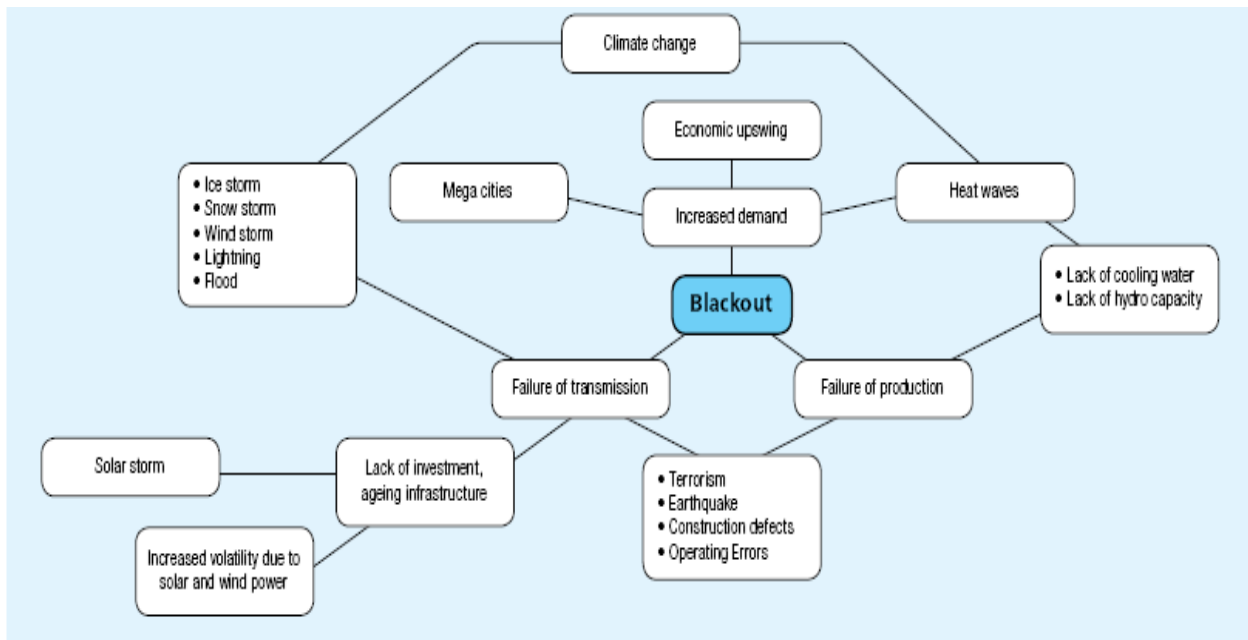 Climate change
Economic upswing
Mega cities
Increased demand
Heat waves
• Ice storm
• Snow storm
• Wind storm
• Lightning
• Flood
• Lack of cooling water
• Lack of hydro capacity
Blackout
Failure of transmission
Failure of production
Solar storm
Lack of investment,
ageing infrastructure
• Terrorism
• Earthquake
• Construction defects
• Operating Errors
Increased volatility due to
solar and wind power